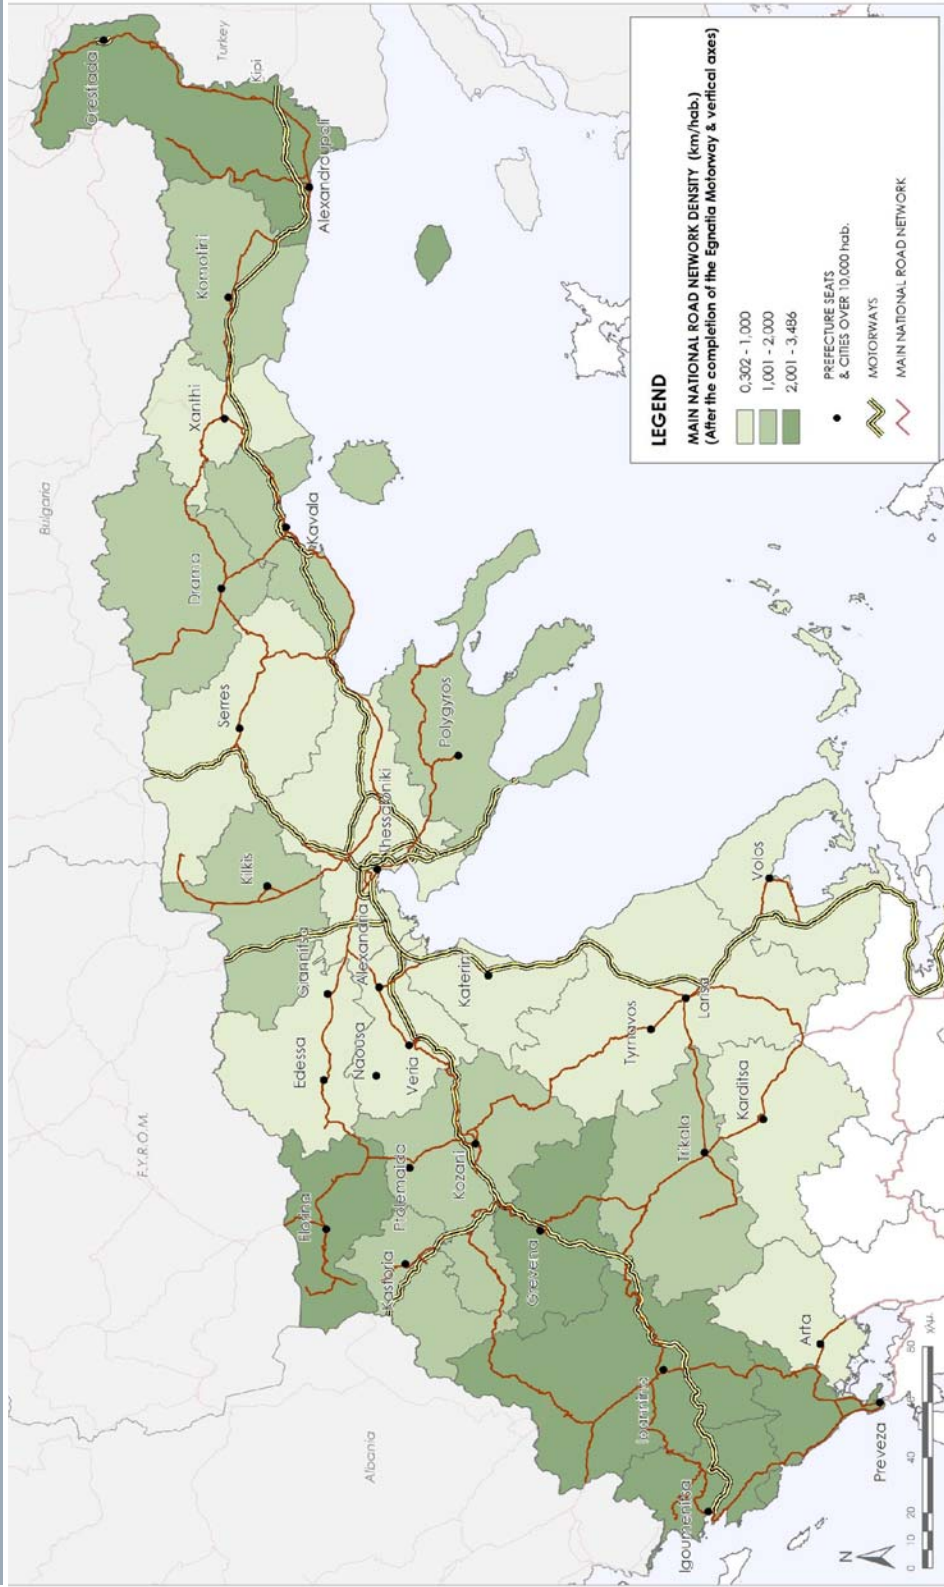 Bulgaria
Turkey
F.Y.R.O.M.
Albania
Orestiada
Kipi
Alexandroupoli
Komotini
Xanthi
Drama
Kavala
Serres
Kilkis
Polygyros
Thessaloniki
Giannitsa
Alexandria
Edessa
Naousa
Veria
Katerini
Florina
Ptolemaida
Kozani
Kastoria
Grevena
Tyrnavos
Larisa
Volos
Trikala
Karditsa
Ioannina
Igoumenitsa
Arta
Preveza
N
0 10 20 40 60 80
χλμ.
LEGEND
MAIN NATIONAL ROAD NETWORK DENSITY (km/hab.)
(After the completion of the Egnatia Motorway & vertical axes)
0,302 - 1,000
1,001 - 2,000
2,001 - 3,486
PREFECTURE SEATS
& CITIES OVER 10,000 hab.
MOTORWAYS
MAIN NATIONAL ROAD NETWORK